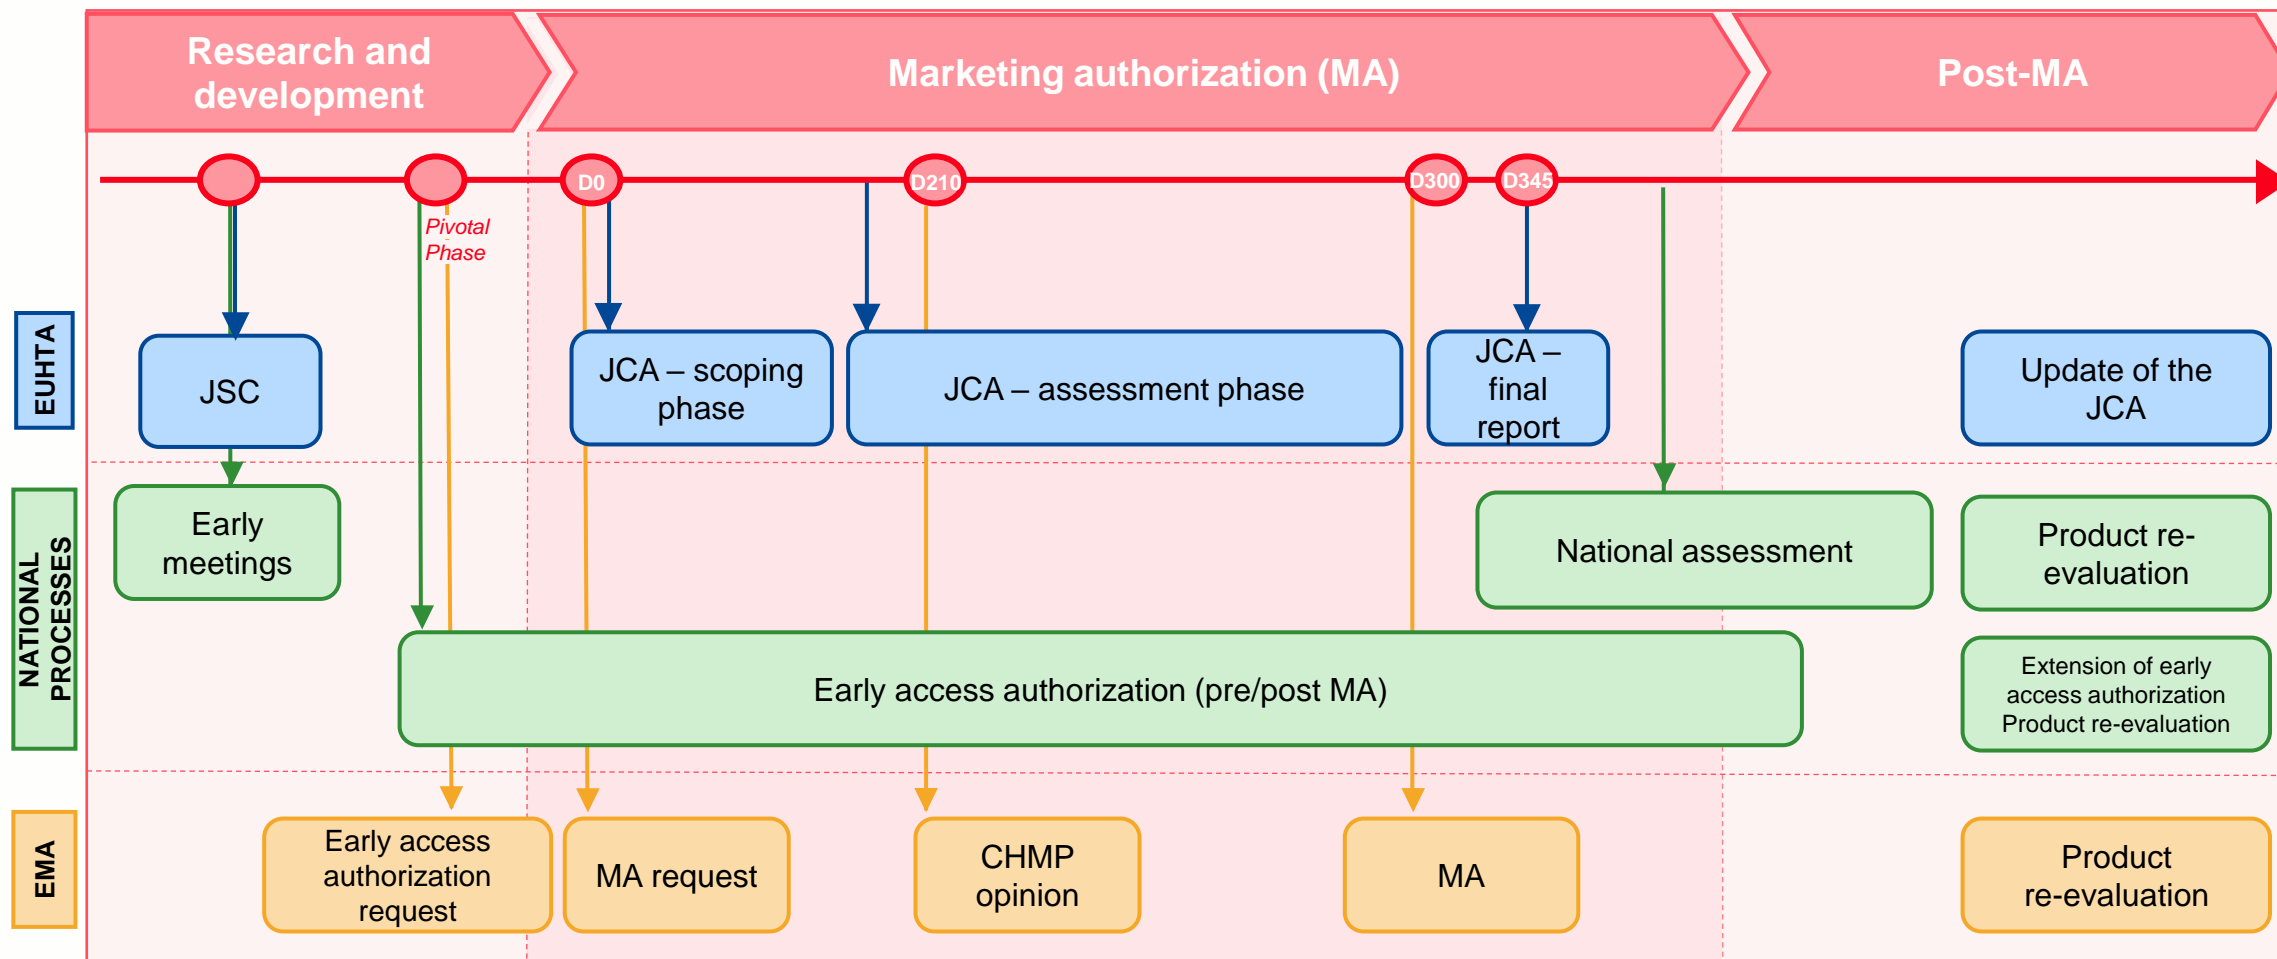 Research and
development
Marketing authorization (MA)
Post-MA
D0
D210
D300
D345
Pivotal
Phase
EUHTA
JSC
JCA – scoping
phase
JCA – assessment phase
JCA –
final
report
Update of the
JCA
NATIONAL
PROCESSES
Early
meetings
National assessment
Product re-
evaluation
Early access authorization (pre/post MA)
Extension of early
access authorization
Product re-evaluation
EMA
Early access
authorization
request
MA request
CHMP
opinion
MA
Product
re-evaluation